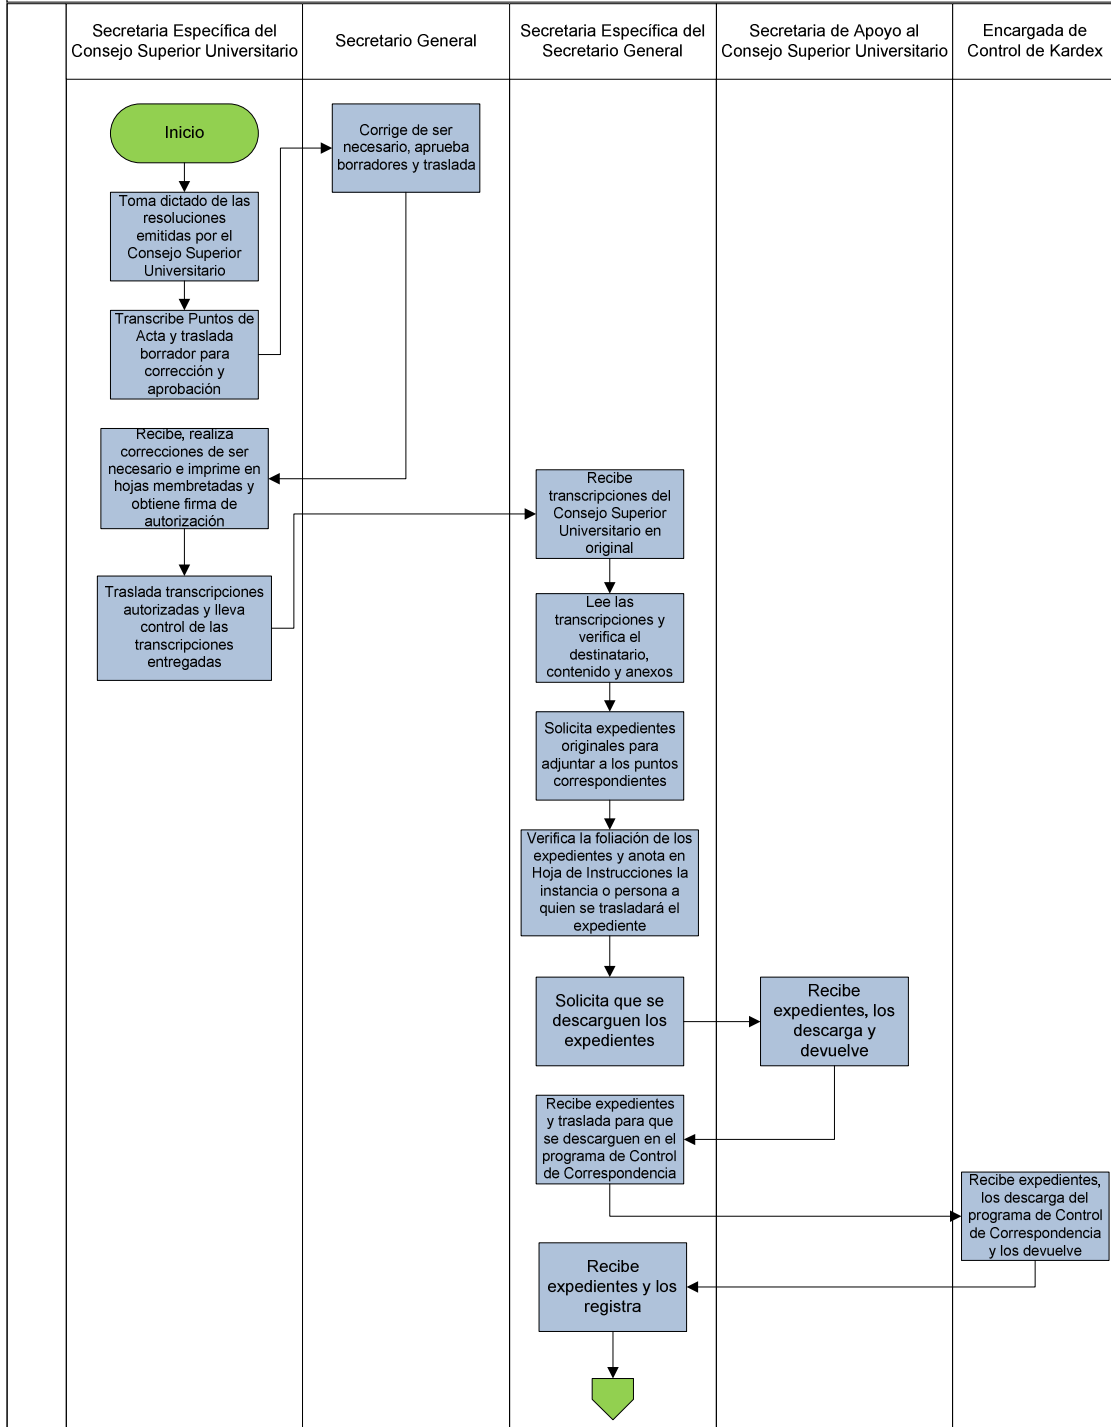 Secretaria Específica del
Consejo Superior Universitario
Secretario General
Secretaria Específica del
Secretario General
Secretaria de Apoyo al
Consejo Superior Universitario
Encargada de
Control de Kardex
Inicio
Toma dictado de las
resoluciones
emitidas por el
Consejo Superior
Universitario
Transcribe Puntos de
Acta y traslada
borrador para
corrección y
aprobación
Corrige de ser
necesario, aprueba
borradores y traslada
Recibe, realiza
correcciones de ser
necesario e imprime en
hojas membretadas y
obtiene firma de
autorización
Traslada transcripciones
autorizadas y lleva
control de las
transcripciones
entregadas
Recibe
transcripciones del
Consejo Superior
Universitario en
original
Lee las
transcripciones y
verifica el
destinatario,
contenido y anexos
Solicita expedientes
originales para
adjuntar a los puntos
correspondientes
Verifica la foliación de los
expedientes y anota en
Hoja de Instrucciones la
instancia o persona a
quien se trasladará el
expediente
Solicita que se
descarguen los
expedientes
Recibe
expedientes, los
descarga y
devuelve
Recibe expedientes
y traslada para que
se descarguen en el
programa de Control
de Correspondencia
Recibe expedientes,
los descarga del
programa de Control
de Correspondencia
y los devuelve
Recibe
expedientes y los
registra